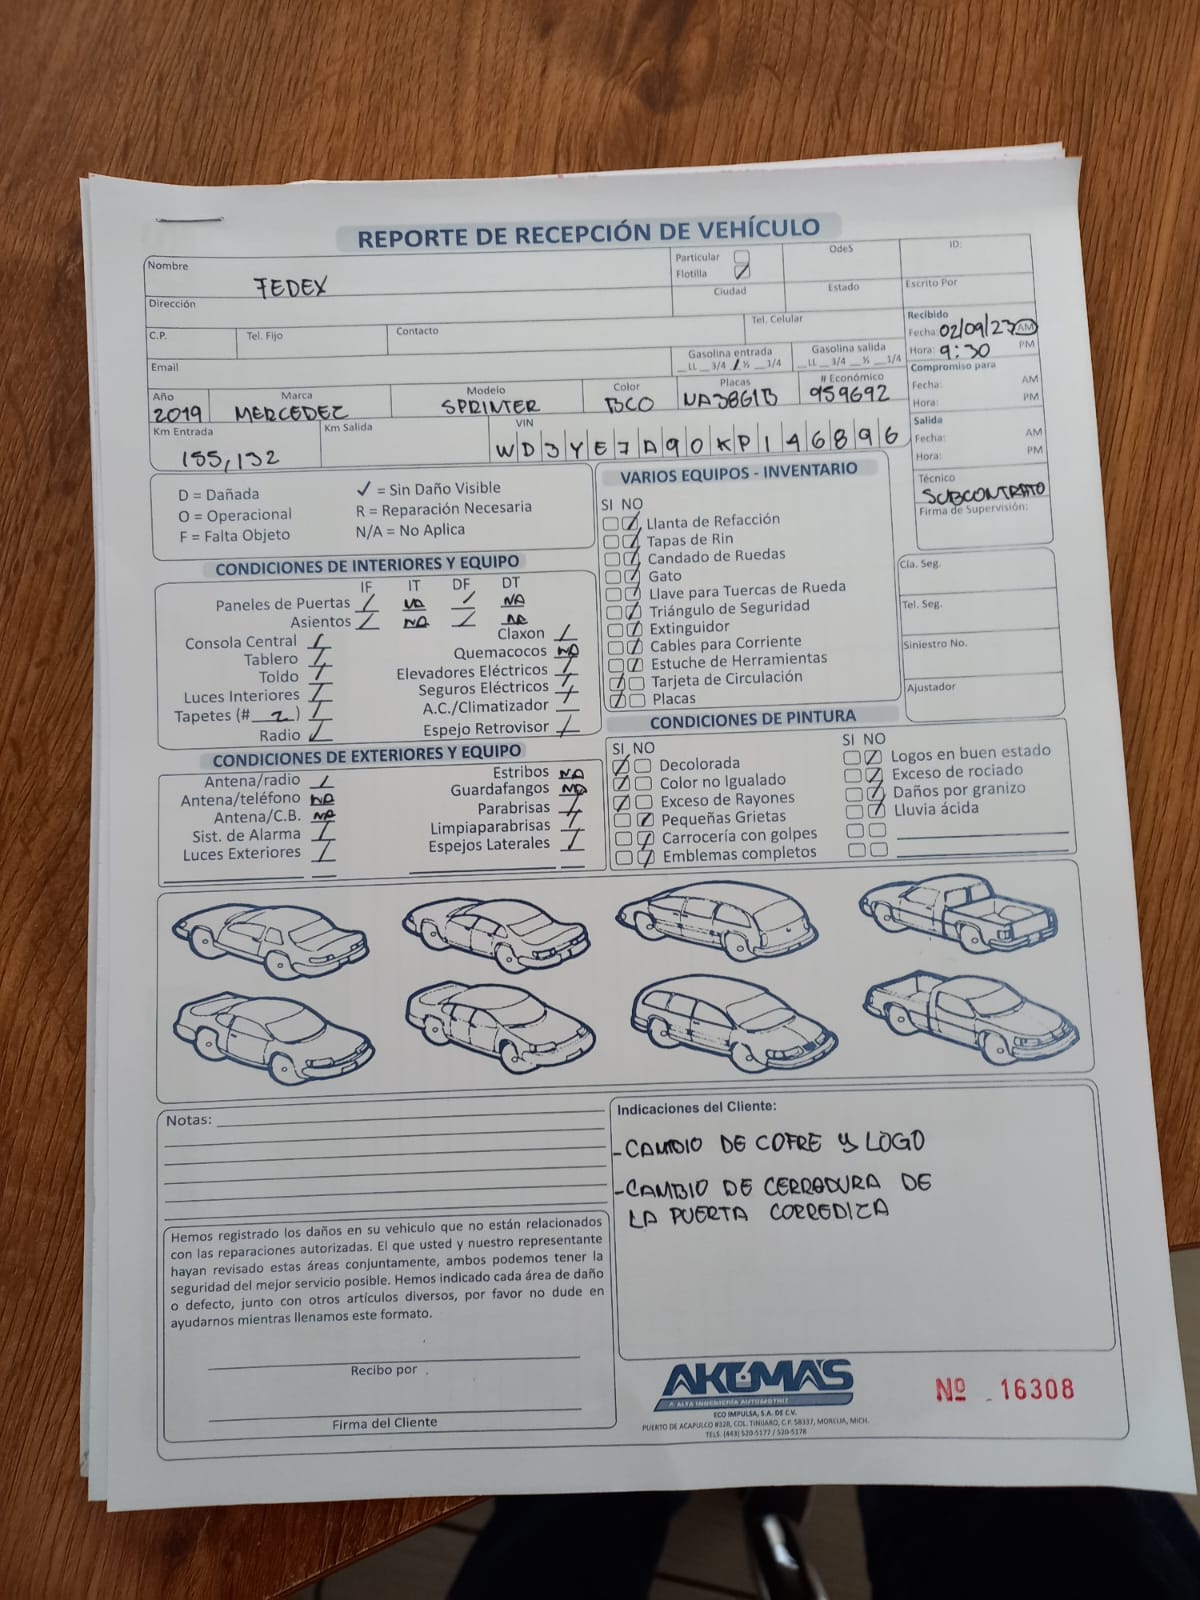 REPORTE DE RECEPCIÓN DE VEHÍCULO
Nombre FEDEX
Particular
Flotilla ✓
OdeS
ID:
Dirección
Ciudad
Estado
Escrito Por
C.P.
Tel. Fijo
Contacto
Tel. Celular
Recibido
Fecha: 02/09/23 AM
Hora: 9:30 PM
Email
Gasolina entrada
LL 3/4 ✓ ½ 1/4
Gasolina salida
LL 3/4 ½ 1/4
Compromiso para
Fecha: AM
Hora: PM
Año 2019
Marca MERCEDEZ
Modelo SPRINTER
Color BCO
Placas NA3861B
# Económico 959692
Km Entrada 155,132
Km Salida
VIN WD3YE7A90KP146896
Salida
Fecha: AM
Hora: PM
Técnico
SUBCONTRATO
Firma de Supervisión:
D = Dañada
O = Operacional
F = Falta Objeto
✓ = Sin Daño Visible
R = Reparación Necesaria
N/A = No Aplica
CONDICIONES DE INTERIORES Y EQUIPO
IF IT DF DT
Paneles de Puertas ✓ NA ✓ NA
Asientos ✓ NA ✓ NA
Consola Central ✓
Tablero ✓
Toldo ✓
Luces Interiores ✓
Tapetes (# 2 ) ✓
Radio ✓
Claxon ✓
Quemacocos NA
Elevadores Eléctricos ✓
Seguros Eléctricos ✓
A.C./Climatizador
Espejo Retrovisor ✓
CONDICIONES DE EXTERIORES Y EQUIPO
Antena/radio ✓
Antena/teléfono NA
Antena/C.B. NA
Sist. de Alarma ✓
Luces Exteriores ✓
Estribos NA
Guardafangos NA
Parabrisas ✓
Limpiaparabrisas ✓
Espejos Laterales ✓
VARIOS EQUIPOS - INVENTARIO
SI NO
Llanta de Refacción
Tapas de Rin
Candado de Ruedas
Gato
Llave para Tuercas de Rueda
Triángulo de Seguridad
Extinguidor
Cables para Corriente
Estuche de Herramientas
Tarjeta de Circulación
Placas
Cía. Seg.
Tel. Seg.
Siniestro No.
Ajustador
CONDICIONES DE PINTURA
SI NO
Decolorada
Color no Igualado
Exceso de Rayones
Pequeñas Grietas
Carrocería con golpes
Emblemas completos
SI NO
Logos en buen estado
Exceso de rociado
Daños por granizo
Lluvia ácida
Notas:
Indicaciones del Cliente:
-CAMBIO DE COFRE Y LOGO
-CAMBIO DE CERRADURA DE
LA PUERTA CORREDIZA
Hemos registrado los daños en su vehiculo que no están relacionados
con las reparaciones autorizadas. El que usted y nuestro representante
hayan revisado estas áreas conjuntamente, ambos podemos tener la
seguridad del mejor servicio posible. Hemos indicado cada área de daño
o defecto, junto con otros artículos diversos, por favor no dude en
ayudarnos mientras llenamos este formato.
Recibo por
Firma del Cliente
AKUMA'S
A ALTA INGENIERÍA AUTOMOTRIZ
ECO IMPULSA, S.A. DE C.V.
PUERTO DE ACAPULCO #328, COL. TINIJARO, C.P. 58337, MORELIA, MICH.
TELS. (443) 520-5177 / 520-5178
Nº 16308